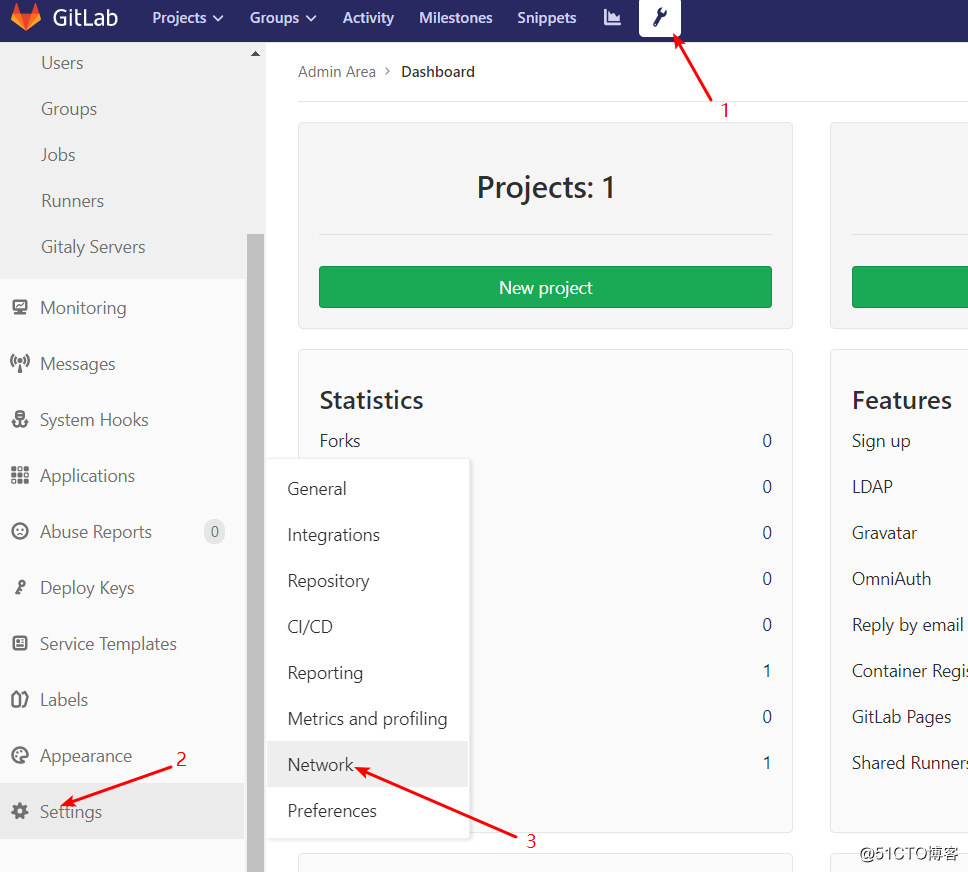 GitLab Projects Groups Activity Milestones Snippets
Users
Groups
Jobs
Runners
Gitaly Servers
Monitoring
Messages
System Hooks
Applications
Abuse Reports 0
Deploy Keys
Service Templates
Labels
Appearance
Settings
Admin Area > Dashboard
1
Projects: 1
New project
Statistics
Forks 0
0
0
0
0
1
0
1
General
Integrations
Repository
CI/CD
Reporting
Metrics and profiling
Network
Preferences
2
3
Features
Sign up
LDAP
Gravatar
OmniAuth
Reply by email
Container Regis
GitLab Pages
Shared Runners
@51CTO博客